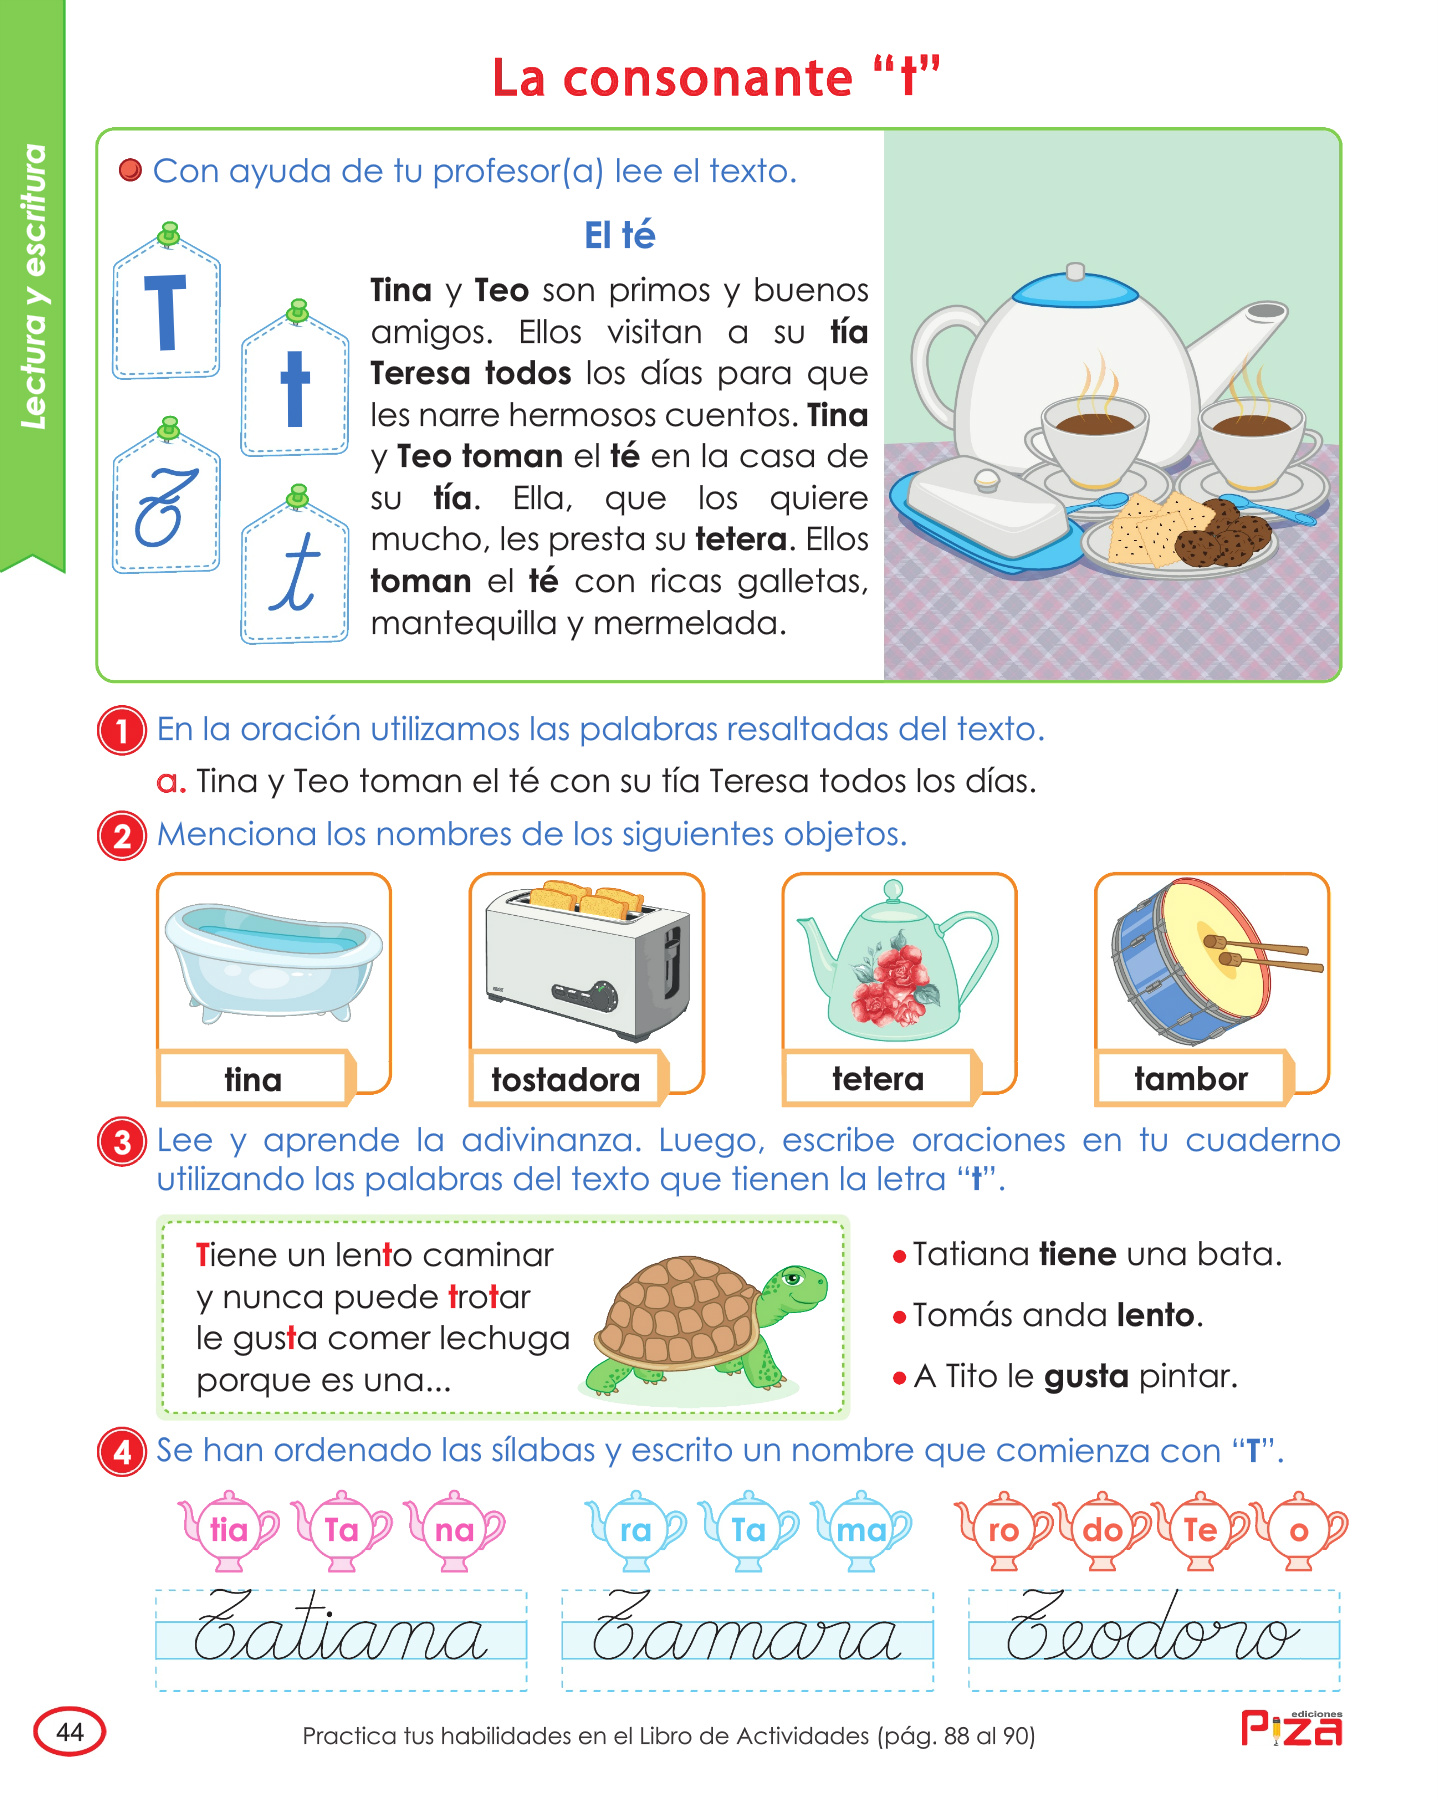 La consonante “t”
Lectura y escritura
Con ayuda de tu profesor(a) lee el texto.
T
t
T
t
El té
Tina y Teo son primos y buenos
amigos. Ellos visitan a su tía
Teresa todos los días para que
les narre hermosos cuentos. Tina
y Teo toman el té en la casa de
su tía. Ella, que los quiere
mucho, les presta su tetera. Ellos
toman el té con ricas galletas,
mantequilla y mermelada.
1 En la oración utilizamos las palabras resaltadas del texto.
a. Tina y Teo toman el té con su tía Teresa todos los días.
2 Menciona los nombres de los siguientes objetos.
tina
tostadora
tetera
tambor
3 Lee y aprende la adivinanza. Luego, escribe oraciones en tu cuaderno
utilizando las palabras del texto que tienen la letra “t”.
Tiene un lento caminar
y nunca puede trotar
le gusta comer lechuga
porque es una...
Tatiana tiene una bata.
Tomás anda lento.
A Tito le gusta pintar.
4 Se han ordenado las sílabas y escrito un nombre que comienza con “T”.
tia Ta na
ra Ta ma
ro do Te o
Tatiana
Tamara
Teodoro
44
Practica tus habilidades en el Libro de Actividades (pág. 88 al 90)
ediciones
Piza